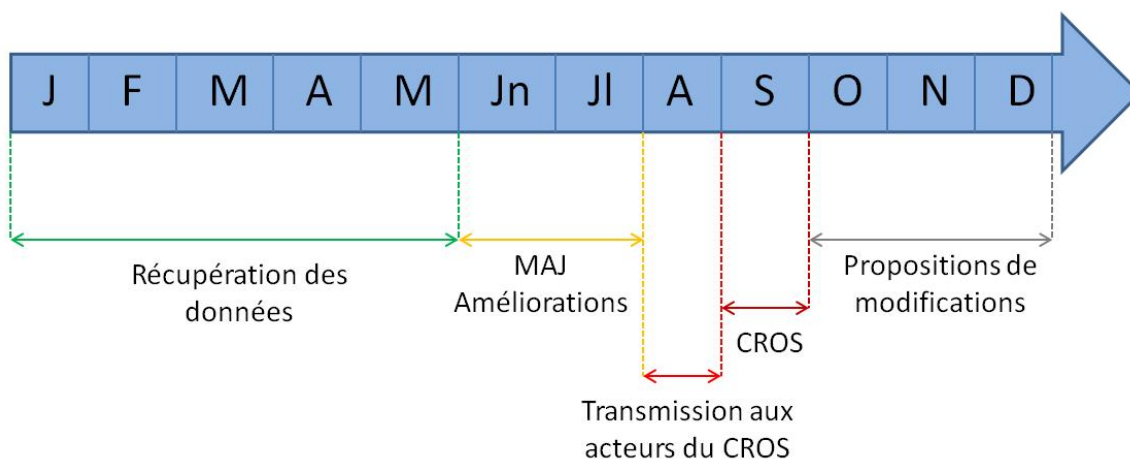 J F M A M Jn Jl A S O N D
Récupération des
données
MAJ
Améliorations
Transmission aux
acteurs du CROS
CROS
Propositions de
modifications